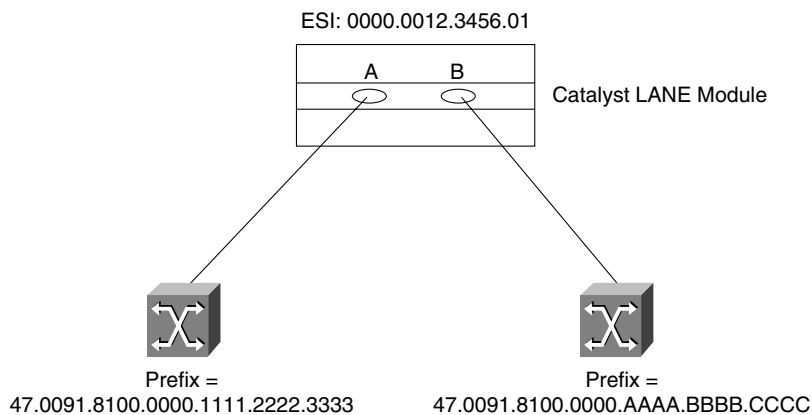 ESI: 0000.0012.3456.01
A B
Catalyst LANE Module
Prefix =
47.0091.8100.0000.1111.2222.3333
Prefix =
47.0091.8100.0000.AAAA.BBBB.CCCC